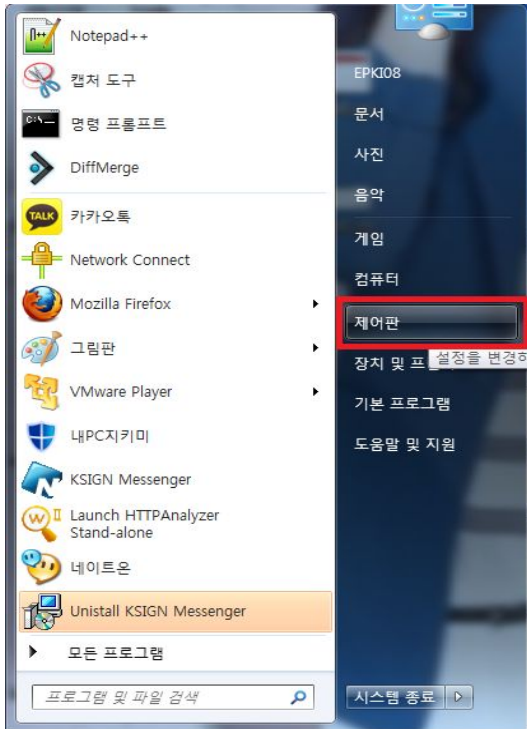 Notepad++
캡처 도구
명령 프롬프트
DiffMerge
카카오톡
Network Connect
Mozilla Firefox
그림판
VMware Player
내PC지키미
KSIGN Messenger
Launch HTTPAnalyzer
Stand-alone
네이트온
Unistall KSIGN Messenger
모든 프로그램
프로그램 및 파일 검색
EPKI08
문서
사진
음악
게임
컴퓨터
제어판
설정을 변경하
장치 및 프
기본 프로그램
도움말 및 지원
시스템 종료